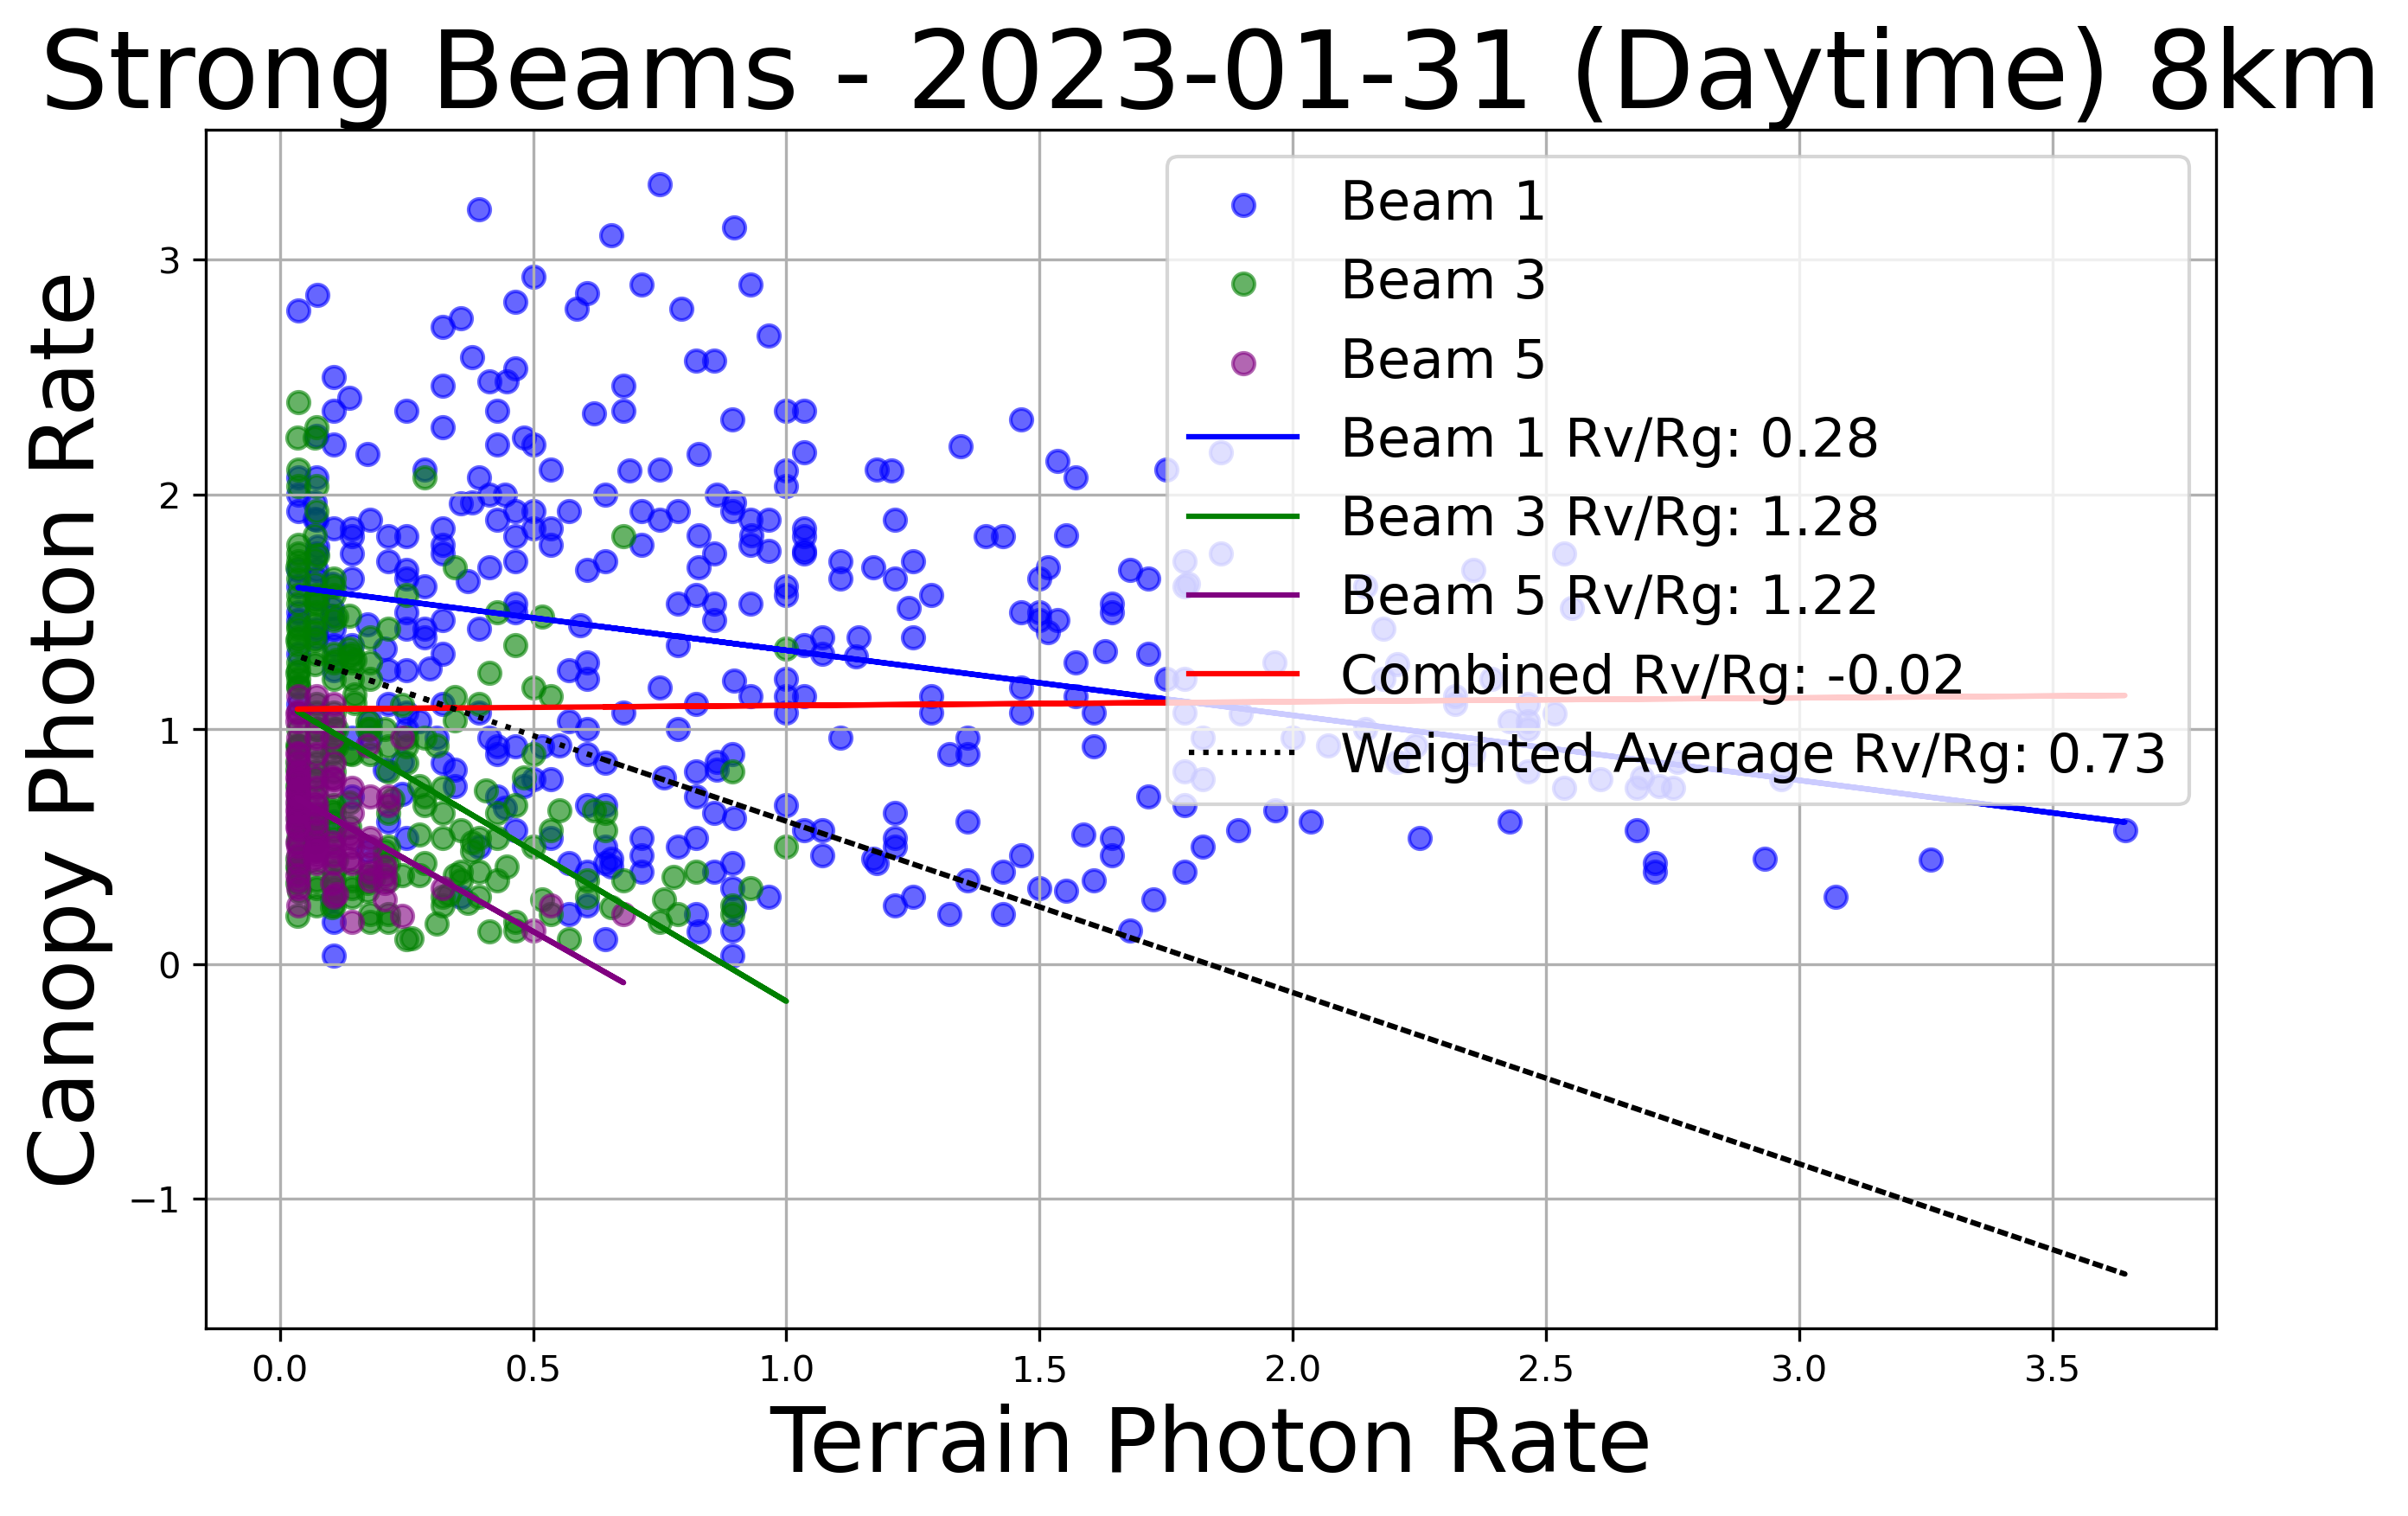 Strong Beams - 2023-01-31 (Daytime) 8km
Canopy Photon Rate
3
2
1
0
−1
Beam 1
Beam 3
Beam 5
Beam 1 Rv/Rg: 0.28
Beam 3 Rv/Rg: 1.28
Beam 5 Rv/Rg: 1.22
Combined Rv/Rg: -0.02
Weighted Average Rv/Rg: 0.73
0.0 0.5 1.0 1.5 2.0 2.5 3.0 3.5
Terrain Photon Rate